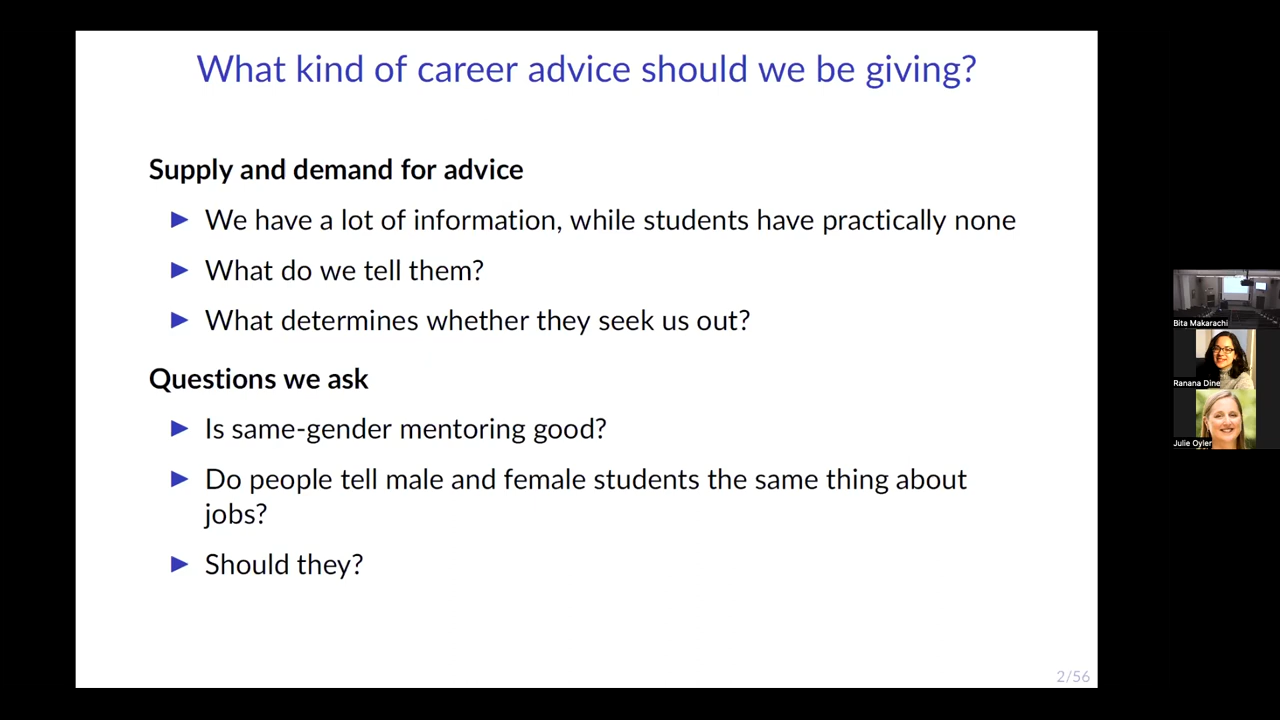 What kind of career advice should we be giving?
Supply and demand for advice
▶ We have a lot of information, while students have practically none
▶ What do we tell them?
▶ What determines whether they seek us out?
Questions we ask
▶ Is same-gender mentoring good?
▶ Do people tell male and female students the same thing about
jobs?
▶ Should they?
2/56
Bita Makarachi
Ranana Dine
Julie Oyler